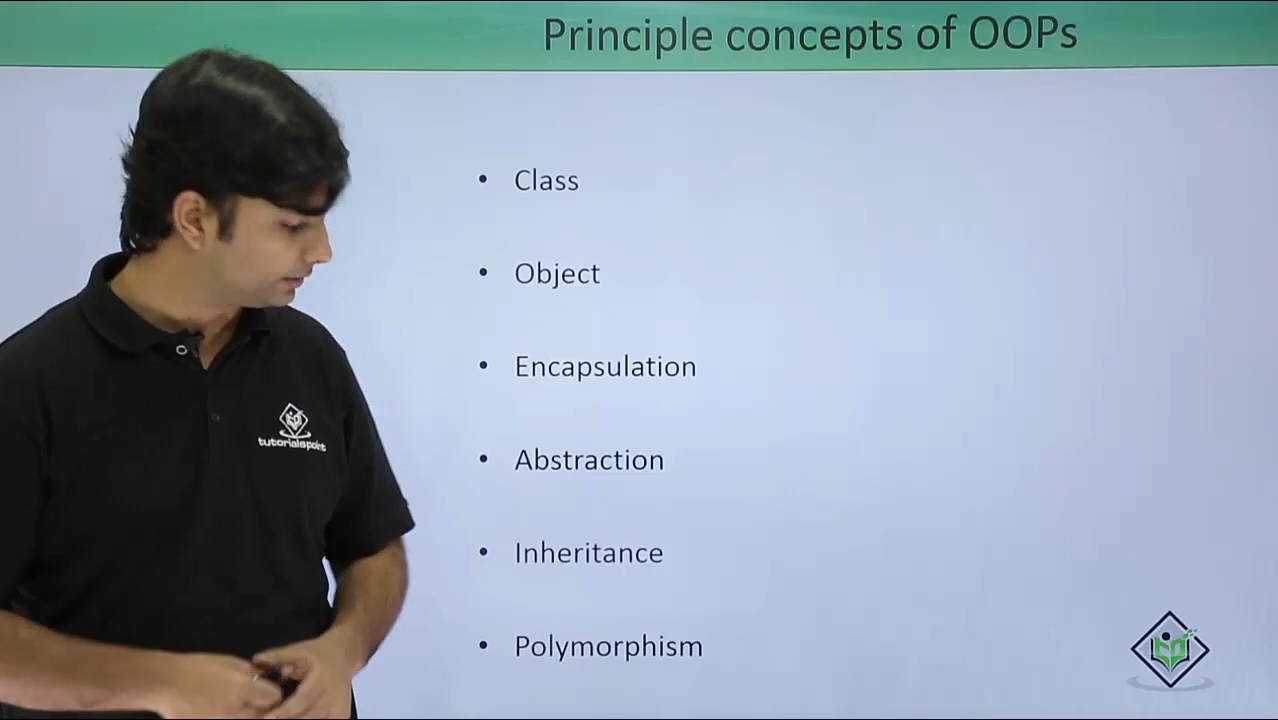 Principle concepts of OOPs
• Class
• Object
• Encapsulation
• Abstraction
• Inheritance
• Polymorphism
tutorialspoint